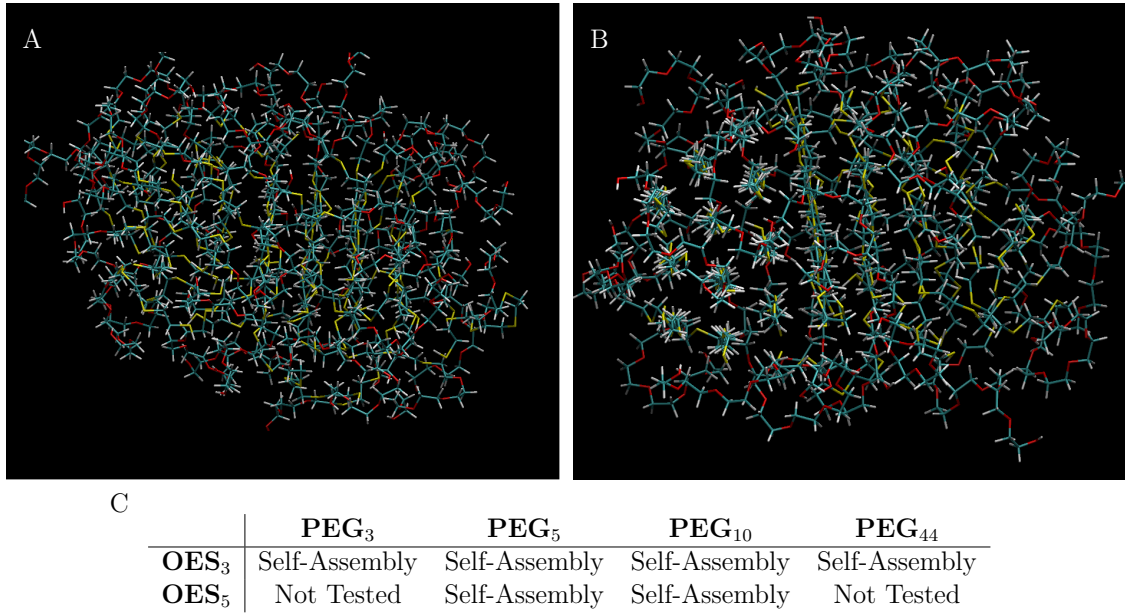 A
B
C
PEG₃ PEG₅ PEG₁₀ PEG₄₄
OES₃ Self-Assembly Self-Assembly Self-Assembly Self-Assembly
OES₅ Not Tested Self-Assembly Self-Assembly Not Tested